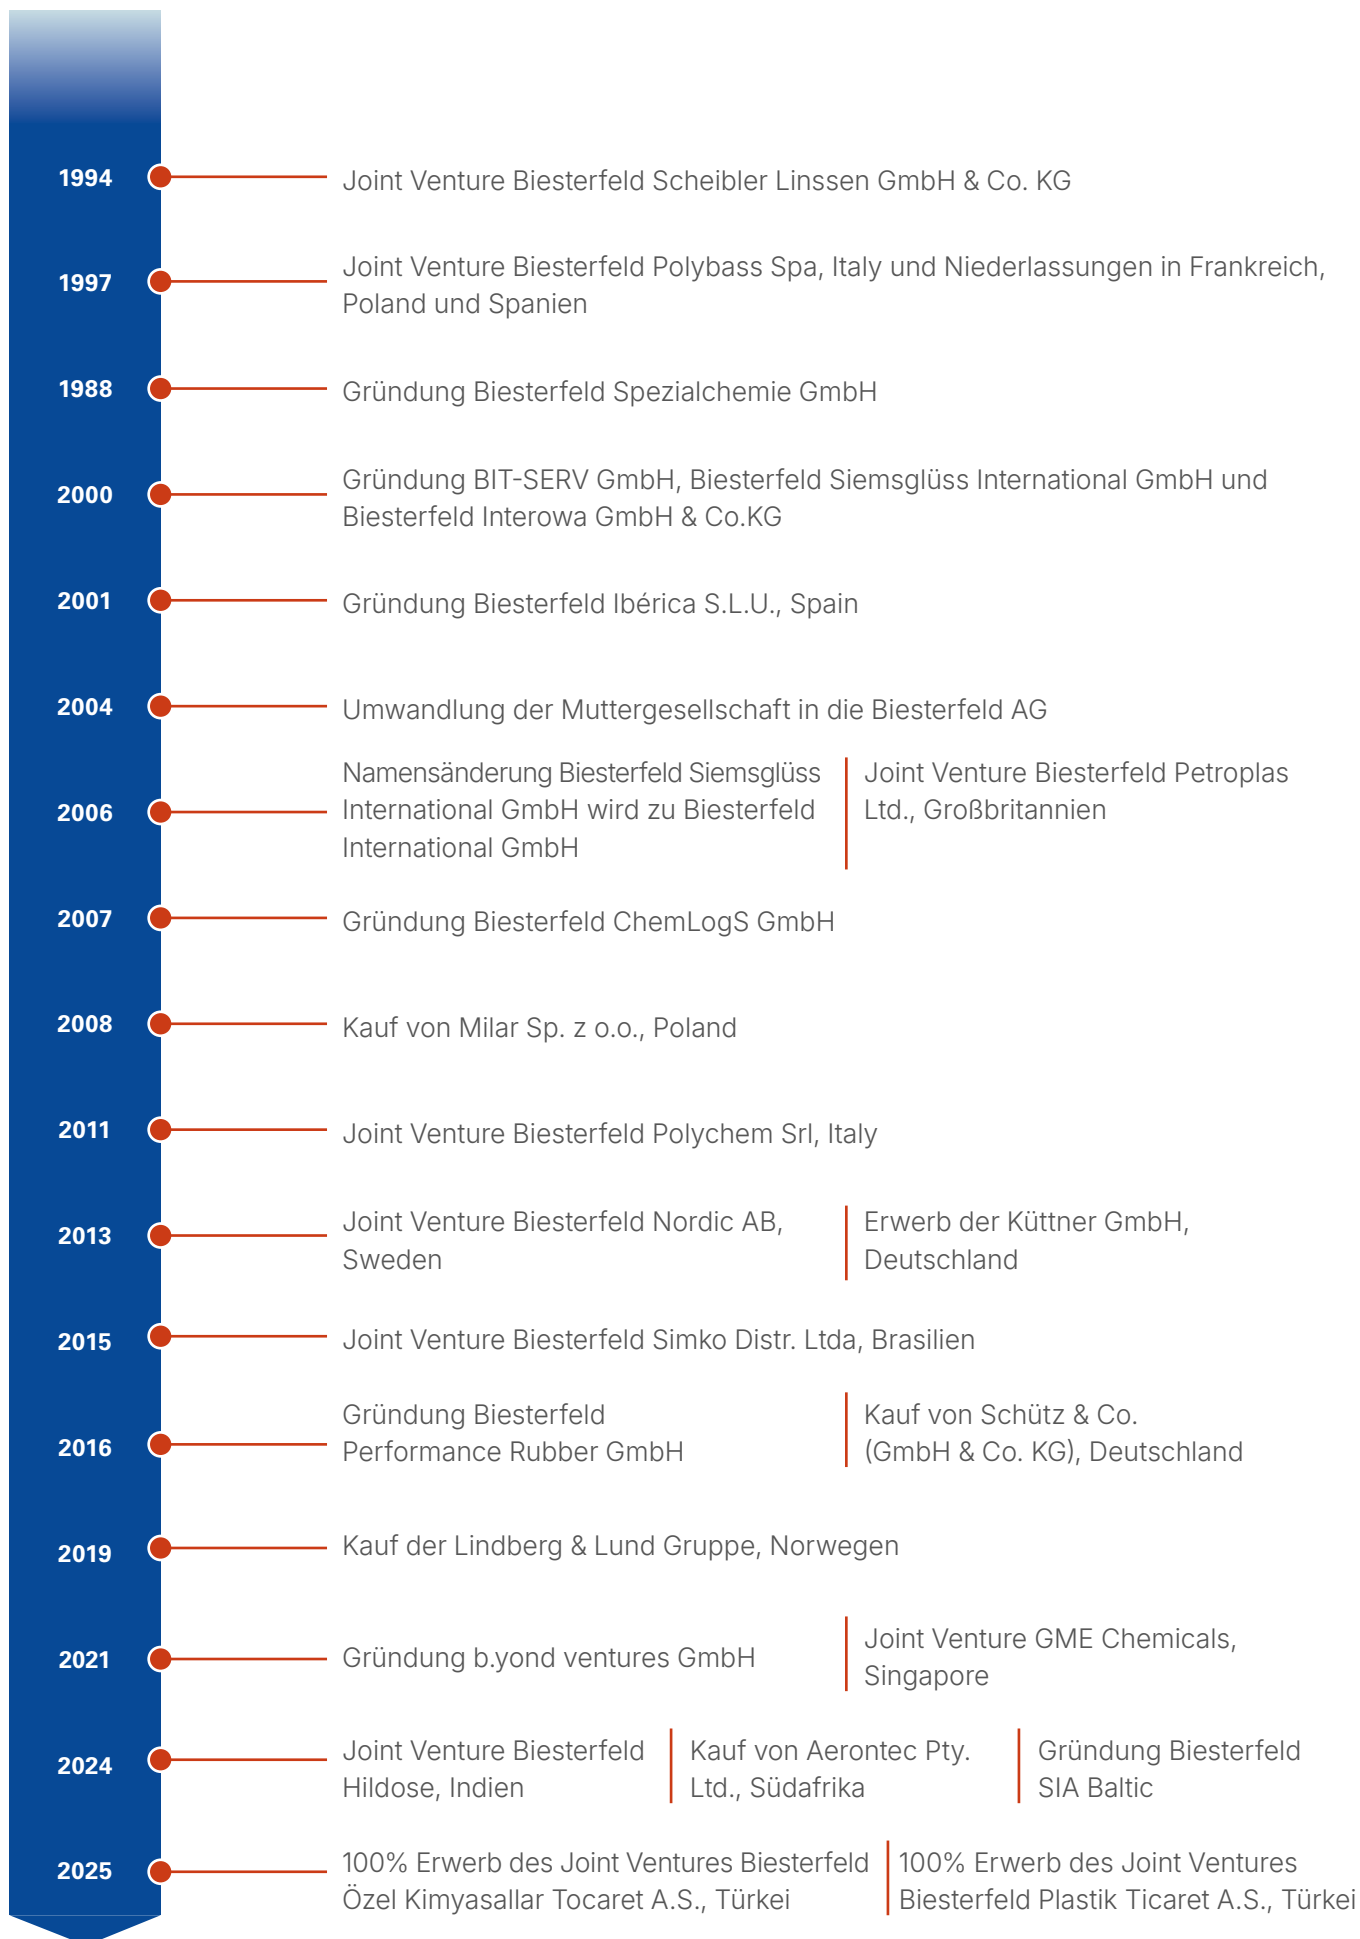 1994
Joint Venture Biesterfeld Scheibler Linssen GmbH & Co. KG
1997
Joint Venture Biesterfeld Polybass Spa, Italy und Niederlassungen in Frankreich,
Poland und Spanien
1988
Gründung Biesterfeld Spezialchemie GmbH
2000
Gründung BIT-SERV GmbH, Biesterfeld Siemsglüss International GmbH und
Biesterfeld Interowa GmbH & Co.KG
2001
Gründung Biesterfeld Ibérica S.L.U., Spain
2004
Umwandlung der Muttergesellschaft in die Biesterfeld AG
2006
Namensänderung Biesterfeld Siemsglüss
International GmbH wird zu Biesterfeld
International GmbH
Joint Venture Biesterfeld Petroplas
Ltd., Großbritannien
2007
Gründung Biesterfeld ChemLogS GmbH
2008
Kauf von Milar Sp. z o.o., Poland
2011
Joint Venture Biesterfeld Polychem Srl, Italy
2013
Joint Venture Biesterfeld Nordic AB,
Sweden
Erwerb der Küttner GmbH,
Deutschland
2015
Joint Venture Biesterfeld Simko Distr. Ltda, Brasilien
2016
Gründung Biesterfeld
Performance Rubber GmbH
Kauf von Schütz & Co.
(GmbH & Co. KG), Deutschland
2019
Kauf der Lindberg & Lund Gruppe, Norwegen
2021
Gründung b.yond ventures GmbH
Joint Venture GME Chemicals,
Singapore
2024
Joint Venture Biesterfeld
Hildose, Indien
Kauf von Aerontec Pty.
Ltd., Südafrika
Gründung Biesterfeld
SIA Baltic
2025
100% Erwerb des Joint Ventures Biesterfeld
Özel Kimyasallar Tocaret A.S., Türkei
100% Erwerb des Joint Ventures
Biesterfeld Plastik Ticaret A.S., Türkei